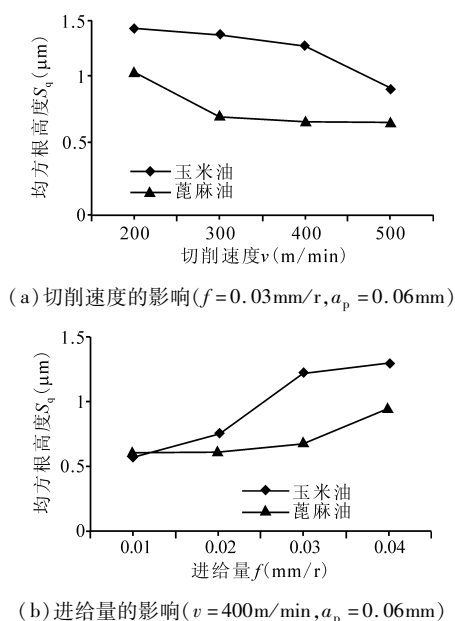 均方根高度Sq(μm)
1.5
1
0.5
0
玉米油
蓖麻油
200 300 400 500
切削速度v(m/min)
(a)切削速度的影响(f=0.03mm/r,ap=0.06mm)
均方根高度Sq(μm)
1.5
1
0.5
0
玉米油
蓖麻油
0.01 0.02 0.03 0.04
进给量f(mm/r)
(b)进给量的影响(v=400m/min,ap=0.06mm)